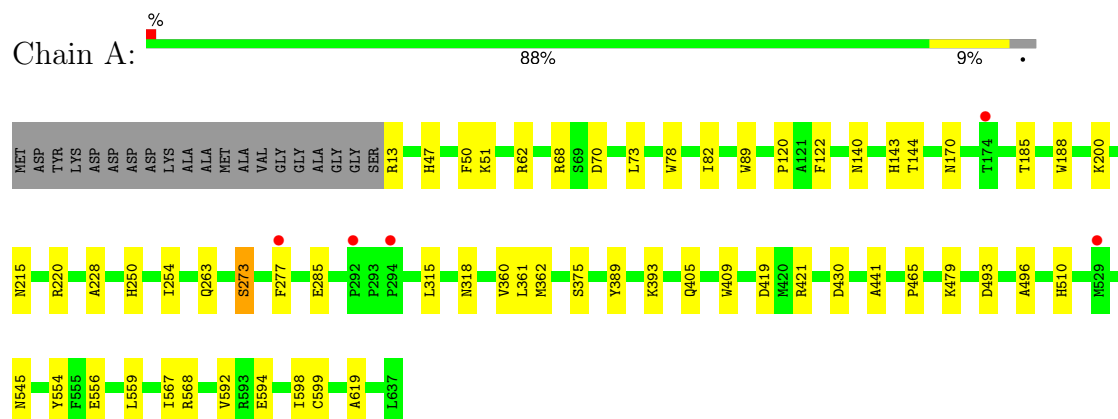 %
Chain A:
88% 9% •
MET ASP TYR LYS ASP ASP ASP ASP LYS ALA ALA MET ALA VAL GLY GLY ALA GLY GLY SER R13 H47 F50 K51 R62 R68 S69 D70 L73 W78 I82 W89 P120 A121 F122 N140 H143 T144 N170 T174 T185 W188 K200
N215 R220 A228 H250 I254 Q263 S273 F277 E285 P292 P293 P294 L315 N318 V360 L361 M362 S375 Y389 K393 Q405 W409 D419 M420 R421 D430 A441 P465 K479 D493 A496 H510 M529
N545 Y554 F555 E556 L559 I567 R568 V592 R593 E594 I598 C599 A619 L637